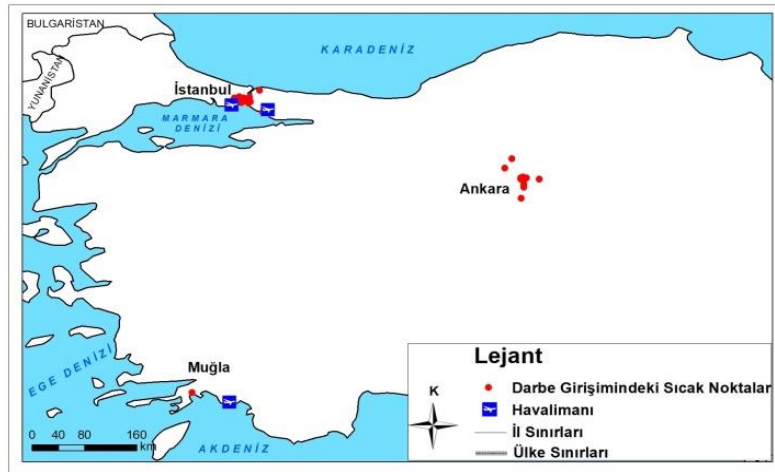 BULGARİSTAN
KARADENİZ
YUNANİSTAN
İstanbul
MARMARA
DENİZİ
Ankara
Muğla
EGE DENİZİ
AKDENİZ
0 40 80 160
km
K
Lejant
Darbe Girişimindeki Sıcak Noktalar
Havalimanı
İl Sınırları
Ülke Sınırları